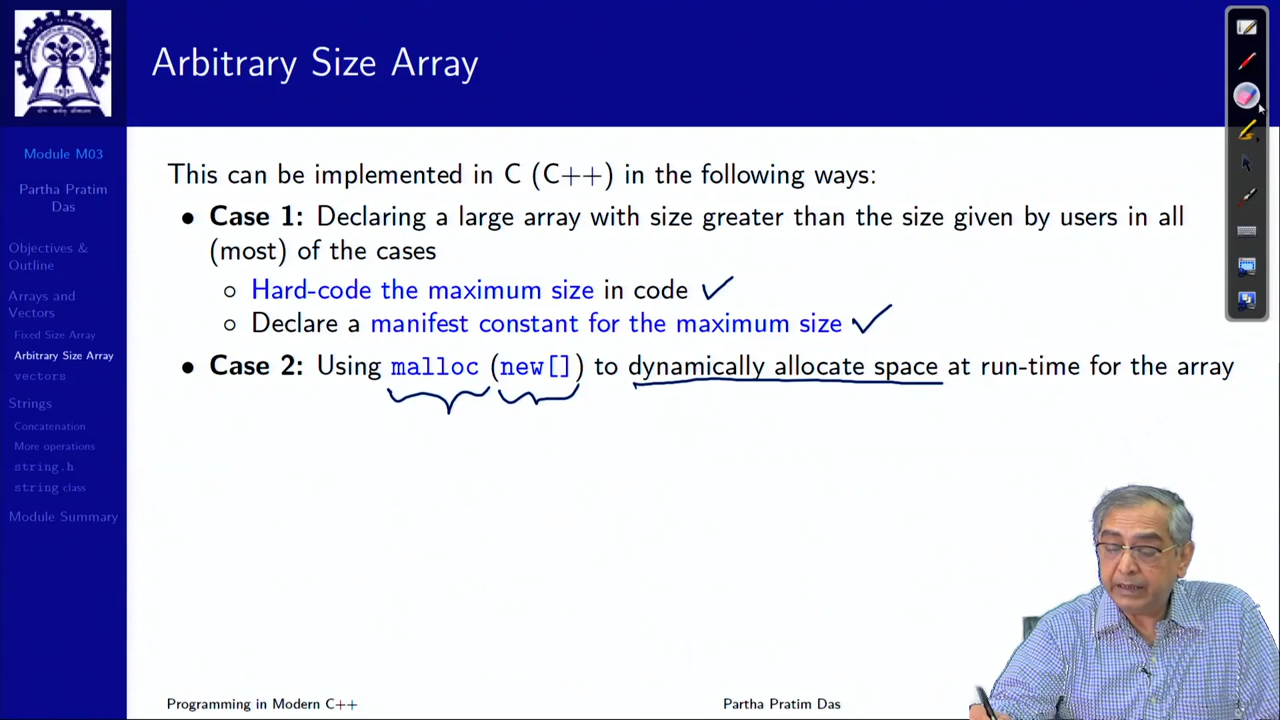 Arbitrary Size Array
Module M03
Partha Pratim
Das
Objectives &
Outline
Arrays and
Vectors
Fixed Size Array
Arbitrary Size Array
vectors
Strings
Concatenation
More operations
string.h
string class
Module Summary
This can be implemented in C (C++) in the following ways:
• Case 1: Declaring a large array with size greater than the size given by users in all
(most) of the cases
○ Hard-code the maximum size in code ✓
○ Declare a manifest constant for the maximum size ✓
• Case 2: Using malloc (new[]) to dynamically allocate space at run-time for the array
Programming in Modern C++
Partha Pratim Das